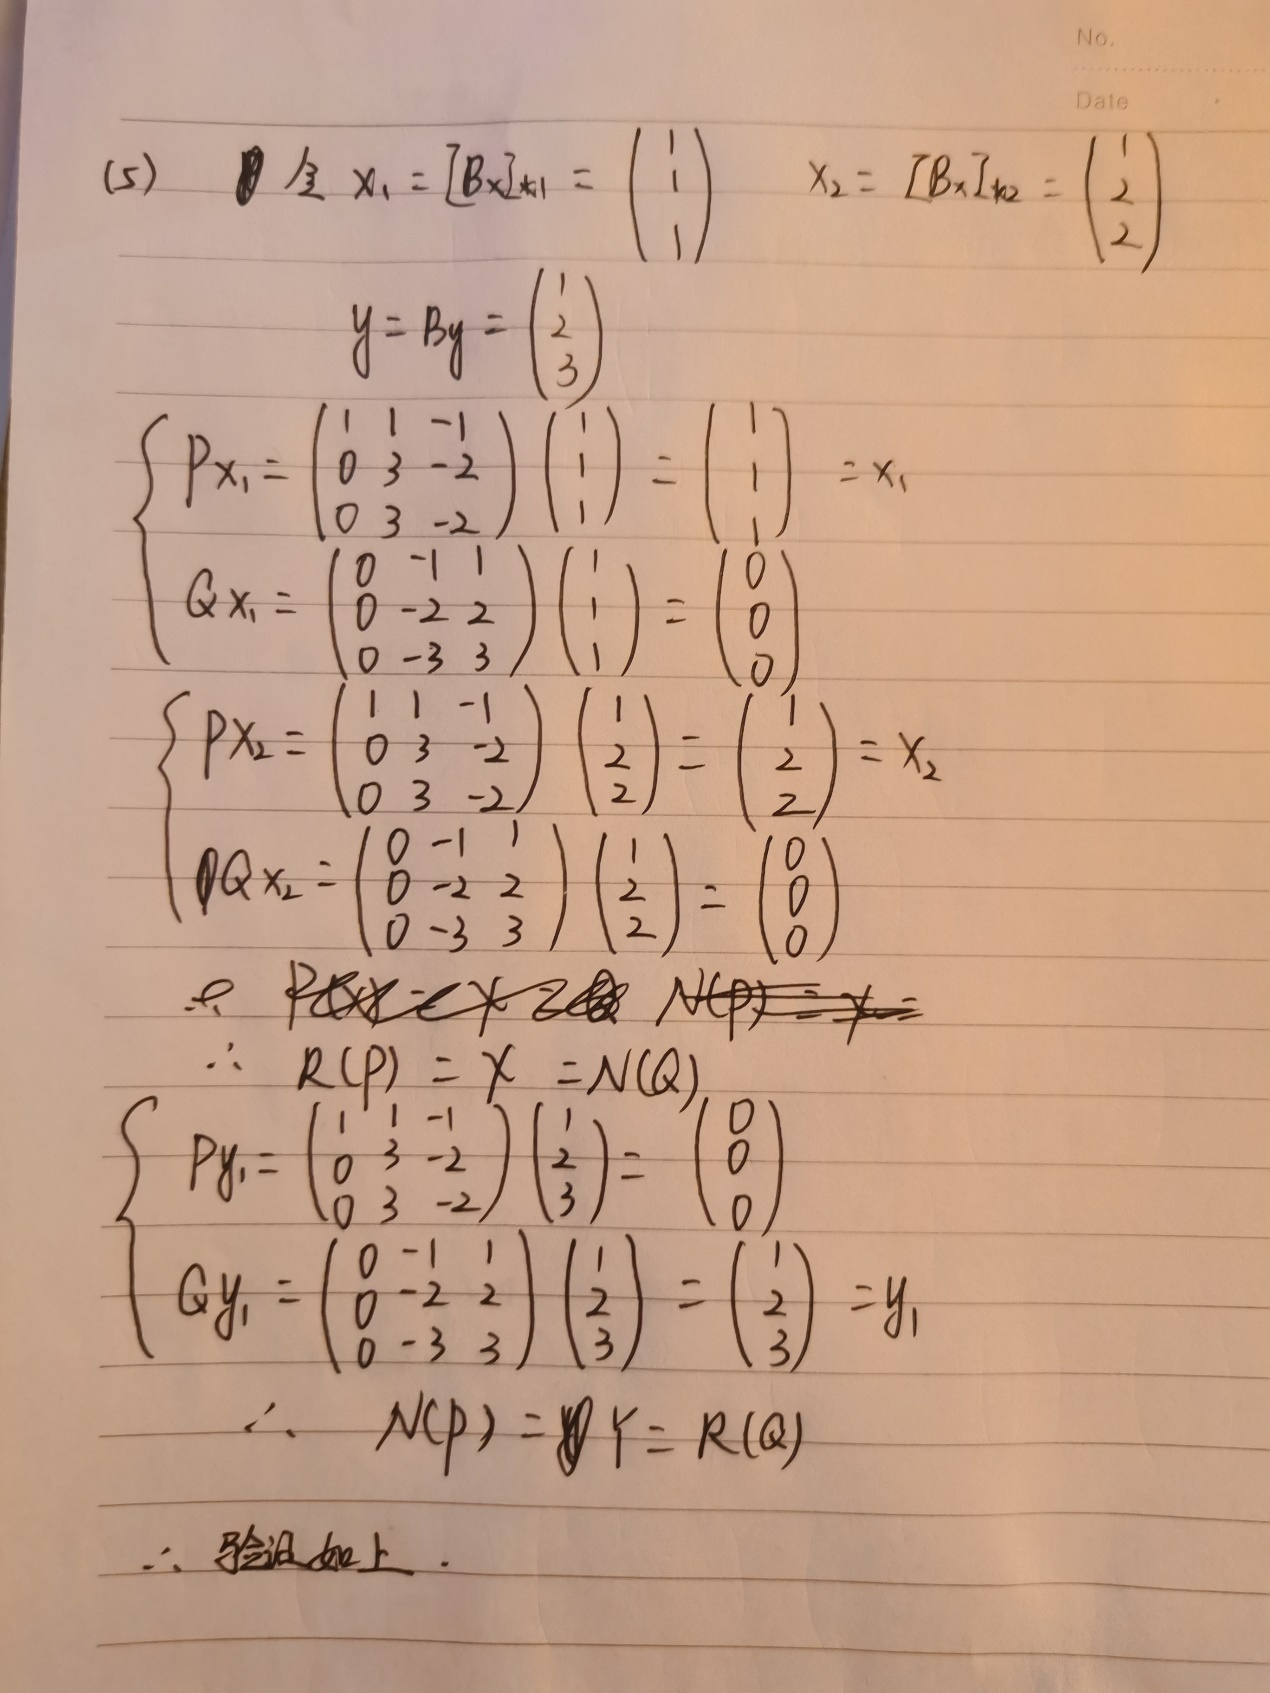 No.
Date
(5) 令 x₁ = [Bx]*1 = (1 1 1) x₂ = [Bx]*2 = (1 2 2)
y = By = (1 2 3)
Px₁ = (1 1 -1 0 3 -2 0 3 -2) (1 1 1) = (1 1 1) = x₁
Qx₁ = (0 -1 1 0 -2 2 0 -3 3) (1 1 1) = (0 0 0)
Px₂ = (1 1 -1 0 3 -2 0 3 -2) (1 2 2) = (1 2 2) = x₂
Qx₂ = (0 -1 1 0 -2 2 0 -3 3) (1 2 2) = (0 0 0)
∴ R(P) = X = N(Q)
Py₁ = (1 1 -1 0 3 -2 0 3 -2) (1 2 3) = (0 0 0)
Qy₁ = (0 -1 1 0 -2 2 0 -3 3) (1 2 3) = (1 2 3) = y₁
∴ N(P) = Y = R(Q)
∴ 验证如上.